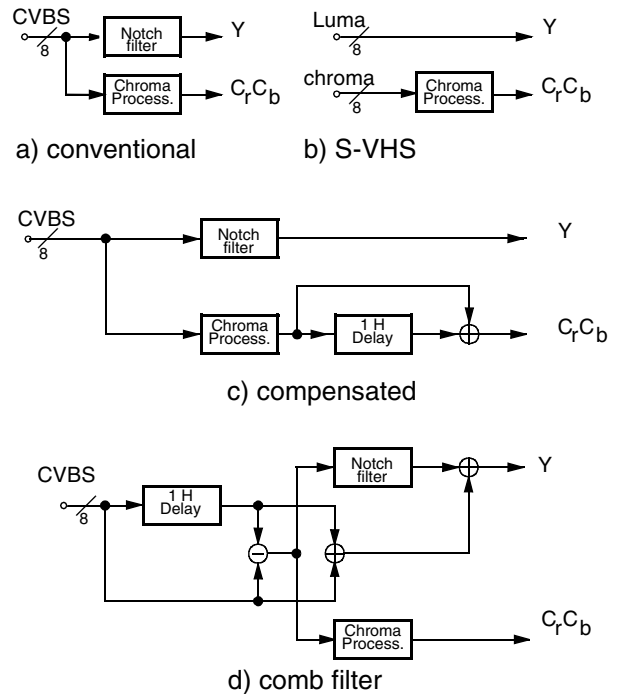 CVBS
8
Notch
filter
Y
Chroma
Process.
CrCb
a) conventional
Luma
8
Y
chroma
8
Chroma
Process.
CrCb
b) S-VHS
CVBS
8
Notch
filter
Y
Chroma
Process.
1 H
Delay
CrCb
c) compensated
CVBS
8
1 H
Delay
Notch
filter
Y
Chroma
Process.
CrCb
d) comb filter